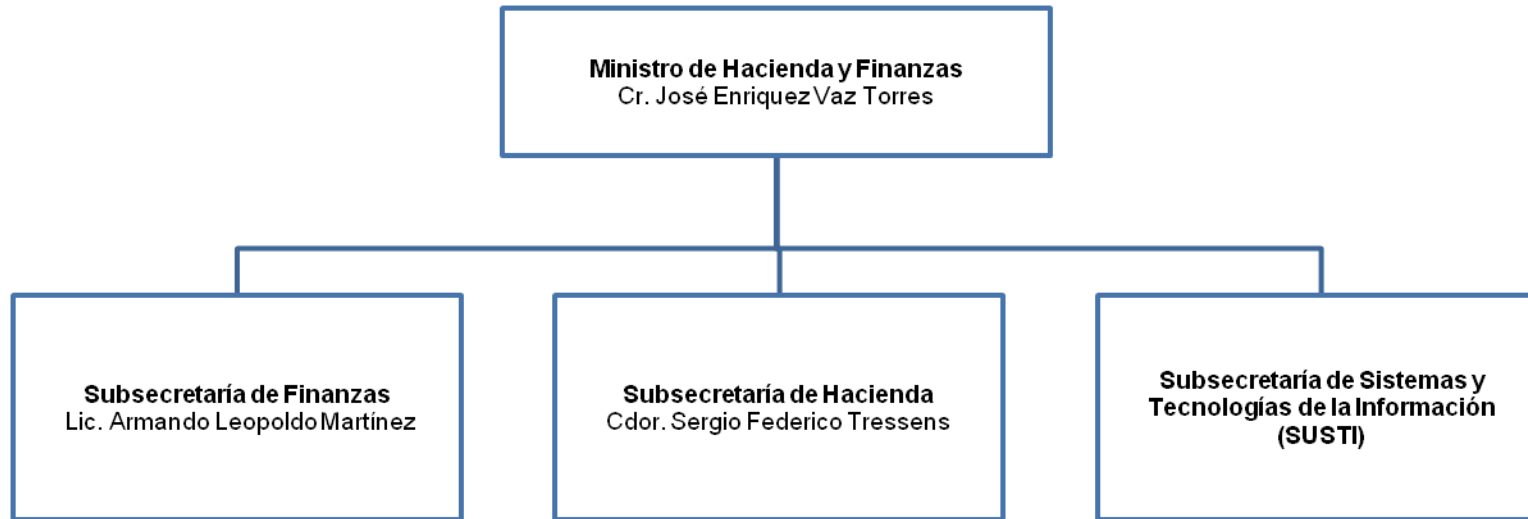 Ministro de Hacienda y Finanzas
Cr. José Enriquez Vaz Torres
Subsecretaría de Finanzas
Lic. Armando Leopoldo Martínez
Subsecretaría de Hacienda
Cdor. Sergio Federico Tressens
Subsecretaría de Sistemas y
Tecnologías de la Información
(SUSTI)